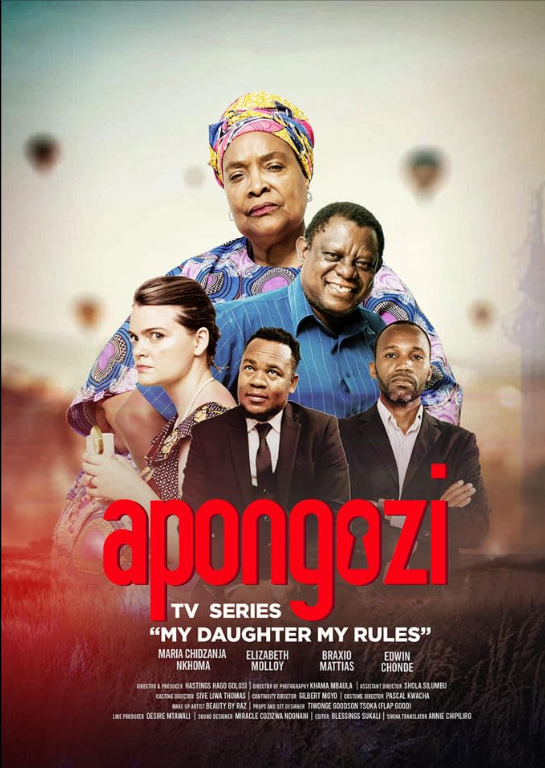 apongozi
TV SERIES
“MY DAUGHTER MY RULES”
MARIA CHIDZANJA NKHOMA
ELIZABETH MOLLOY
BRAXIO MATTIAS
EDWIN CHONDE
DIRECTOR & PRODUCER HASTINGS HAGO GOLOSI | DIRECTOR OF PHOTOGRAPHY KHAMA MBAULA | ASSISTANT DIRECTOR SHOLA SILUMBU
CASTING DIRECTOR SIVE LIWA THOMAS | CONTINUITY DIRECTOR GILBERT MOYO | COSTUME DIRECTOR PASCAL KWACHA
MAKE UP ARTIST BEAUTY BY RAZ | PROPS AND SET DESIGNER TIWONGE GOODSON TSOKA (FLAP GOOD)
LINE PRODUCER DESIRE MTAWALI | SOUND DESIGNER MIRACLE COZIZWA NDONANI | EDITOR BLESSINGS SUKALI | SHONA TRANSLATOR ANNIE CHIPILIRO